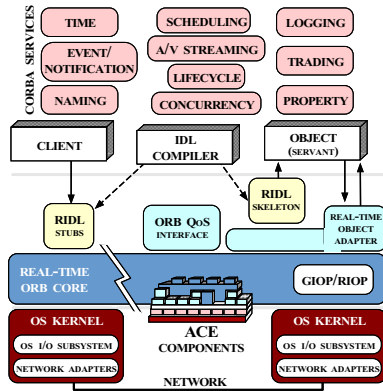 CORBA SERVICES
TIME
SCHEDULING
LOGGING
EVENT/
NOTIFICATION
A/V STREAMING
TRADING
LIFECYCLE
NAMING
CONCURRENCY
PROPERTY
CLIENT
IDL
COMPILER
OBJECT
(SERVANT)
RIDL
STUBS
ORB QOS
INTERFACE
RIDL
SKELETON
REAL-TIME
OBJECT
ADAPTER
REAL-TIME
ORB CORE
GIOP/RIOP
OS KERNEL
OS I/O SUBSYSTEM
NETWORK ADAPTERS
ACE
COMPONENTS
OS KERNEL
OS I/O SUBSYSTEM
NETWORK ADAPTERS
NETWORK